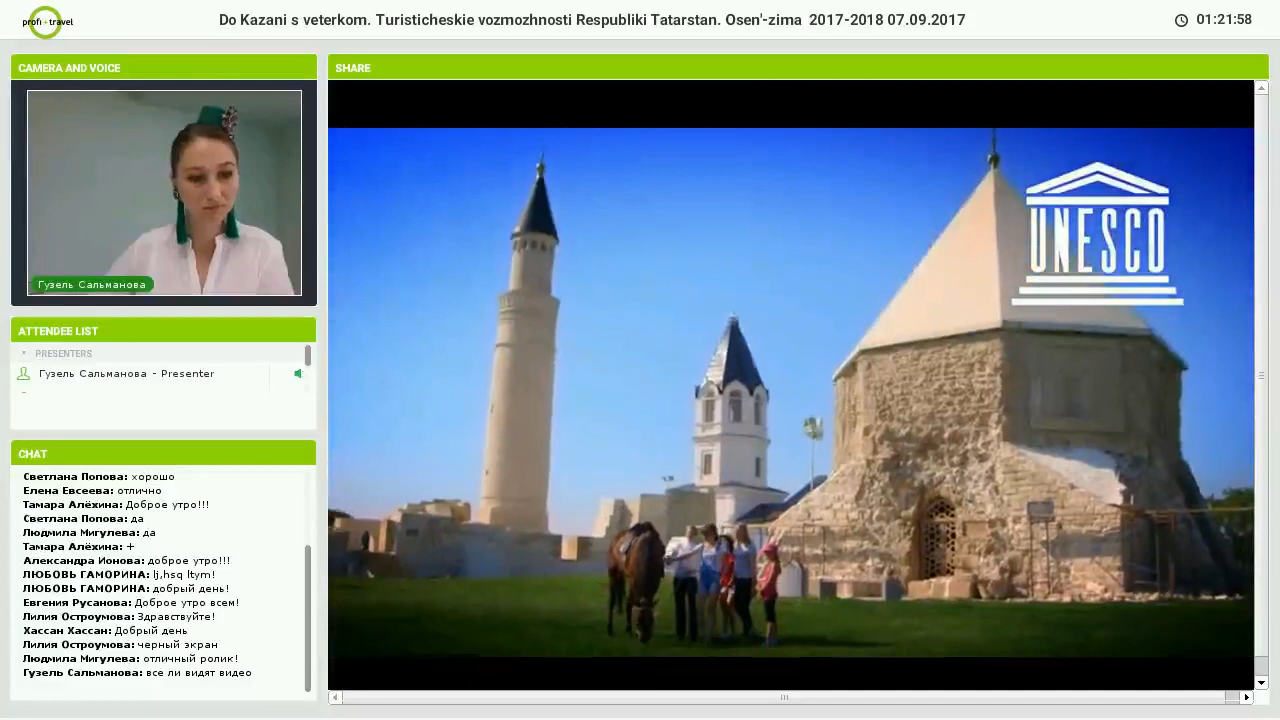 profi travel
Do Kazani s veterkom. Turisticheskie vozmozhnosti Respubliki Tatarstan. Osen'-zima 2017-2018 07.09.2017
01:21:58
CAMERA AND VOICE
Гузель Сальманова
ATTENDEE LIST
PRESENTERS
Гузель Сальманова - Presenter
CHAT
Светлана Попова: хорошо
Елена Евсеева: отлично
Тамара Алёхина: Доброе утро!!!
Светлана Попова: да
Людмила Мигулева: да
Тамара Алёхина: +
Александра Ионова: доброе утро!!!
ЛЮБОВЬ ГАМОРИНА: lj,hsq ltym!
ЛЮБОВЬ ГАМОРИНА: добрый день!
Евгения Русанова: Доброе утро всем!
Лилия Остроумова: Здравствуйте!
Хассан Хассан: Добрый день
Лилия Остроумова: черный экран
Людмила Мигулева: отличный ролик!
Гузель Сальманова: все ли видят видео
SHARE
UNESCO